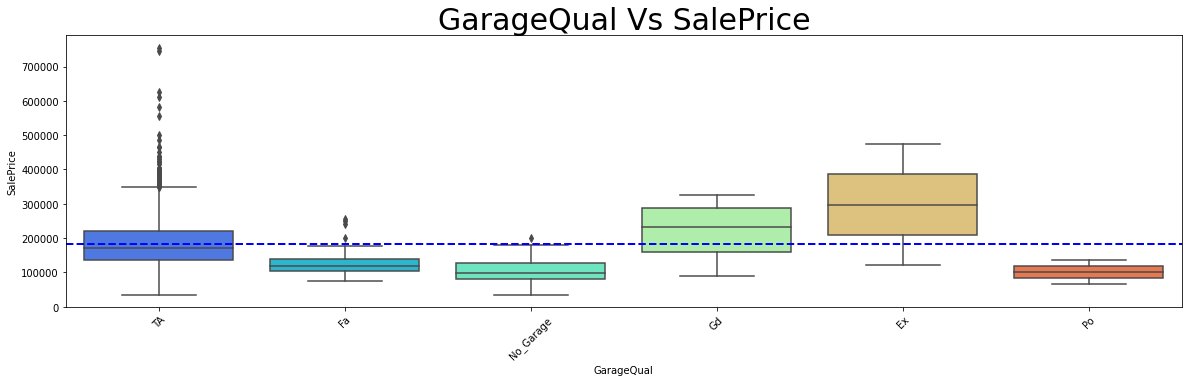 GarageQual Vs SalePrice
700000
600000
500000
400000
300000
200000
100000
0
SalePrice
TA
Fa
No_Garage
Gd
Ex
Po
GarageQual